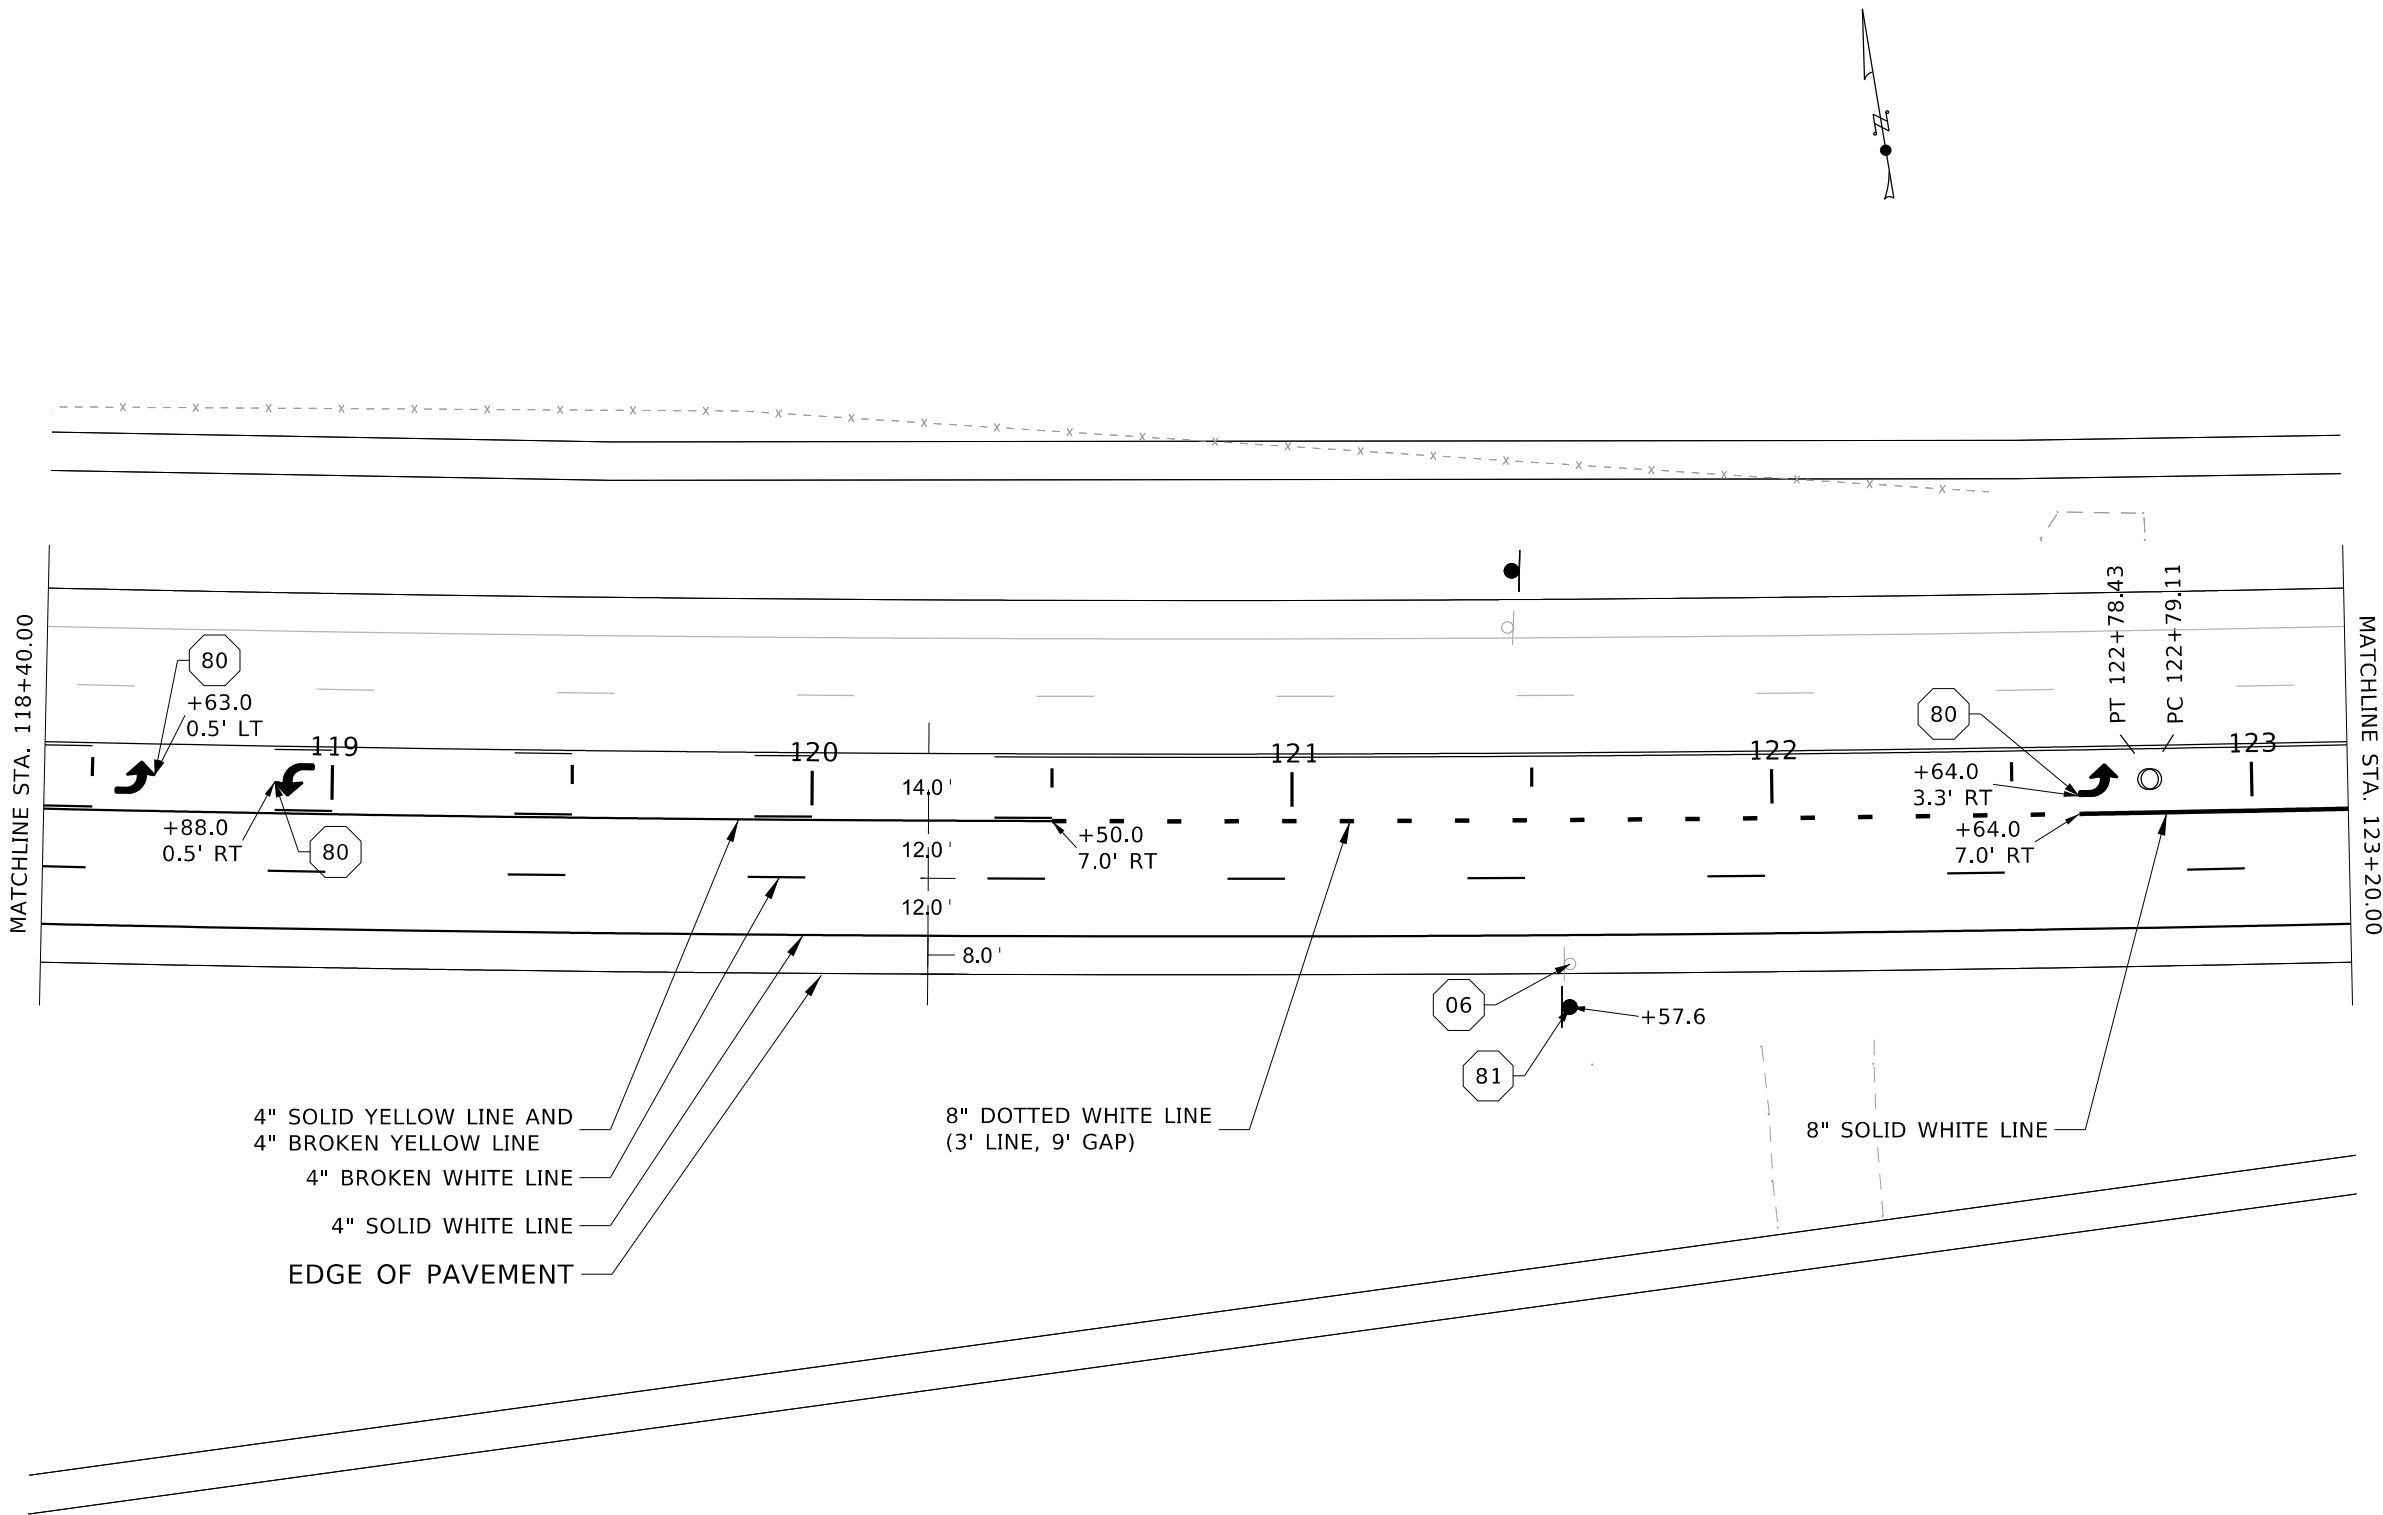 N
PT 122+78.43
PC 122+79.11
MATCHLINE STA. 118+40.00
MATCHLINE STA. 123+20.00
80
+63.0
0.5' LT
80
119
120
121
122
123
14.0'
+64.0
3.3' RT
+88.0
0.5' RT
80
12.0'
+50.0
7.0' RT
+64.0
7.0' RT
12.0'
8.0'
06
+57.6
81
4" SOLID YELLOW LINE AND
4" BROKEN YELLOW LINE
4" BROKEN WHITE LINE
4" SOLID WHITE LINE
EDGE OF PAVEMENT
8" DOTTED WHITE LINE
(3' LINE, 9' GAP)
8" SOLID WHITE LINE